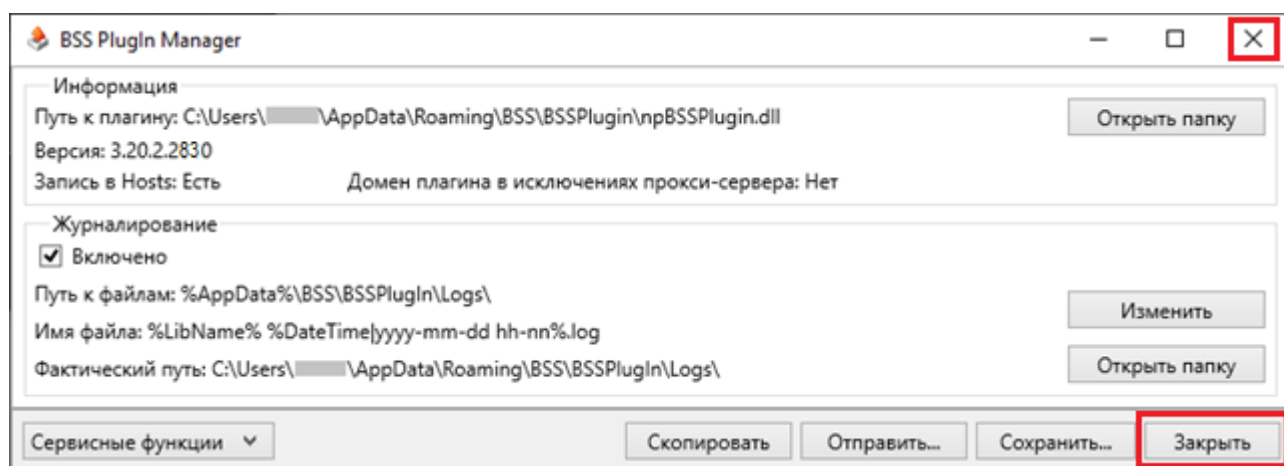 BSS PlugIn Manager
Информация
Путь к плагину: C:\Users\ \AppData\Roaming\BSS\BSSPlugin\npBSSPlugin.dll
Открыть папку
Версия: 3.20.2.2830
Запись в Hosts: Есть Домен плагина в исключениях прокси-сервера: Нет
Журналирование
Включено
Путь к файлам: %AppData%\BSS\BSSPlugIn\Logs\
Изменить
Имя файла: %LibName% %DateTime|yyyy-mm-dd hh-nn%.log
Фактический путь: C:\Users\ \AppData\Roaming\BSS\BSSPlugIn\Logs\
Открыть папку
Сервисные функции Скопировать Отправить... Сохранить... Закрыть